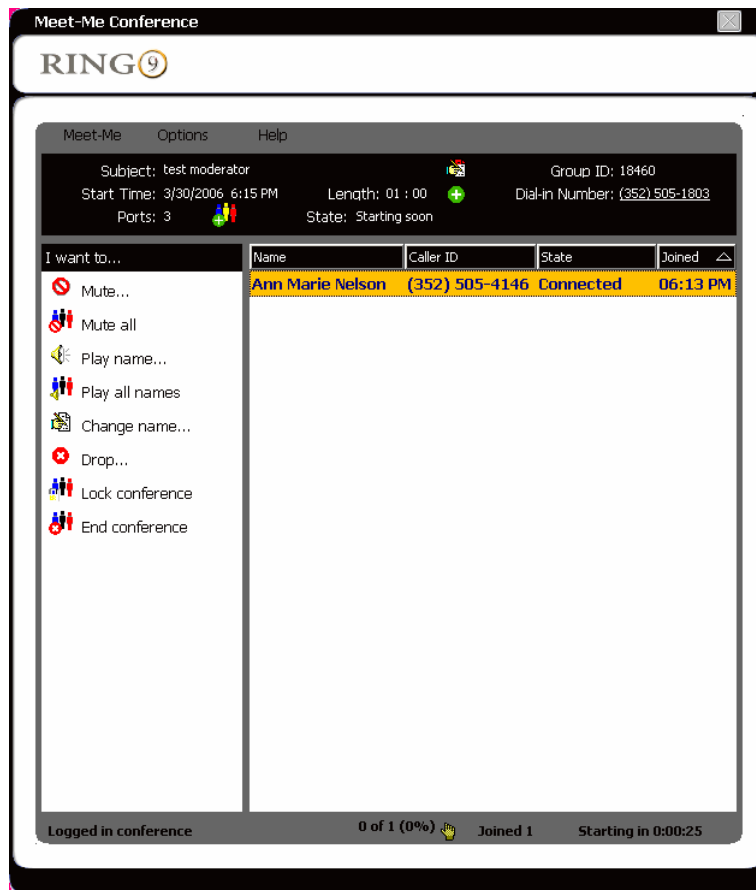 Meet-Me Conference
RING9
Meet-Me Options Help
Subject: test moderator Group ID: 18460
Start Time: 3/30/2006 6:15 PM Length: 01 : 00 Dial-in Number: (352) 505-1803
Ports: 3 State: Starting soon
I want to... Name Caller ID State Joined
Ann Marie Nelson (352) 505-4146 Connected 06:13 PM
Mute...
Mute all
Play name...
Play all names
Change name...
Drop...
Lock conference
End conference
Logged in conference 0 of 1 (0%) Joined 1 Starting in 0:00:25